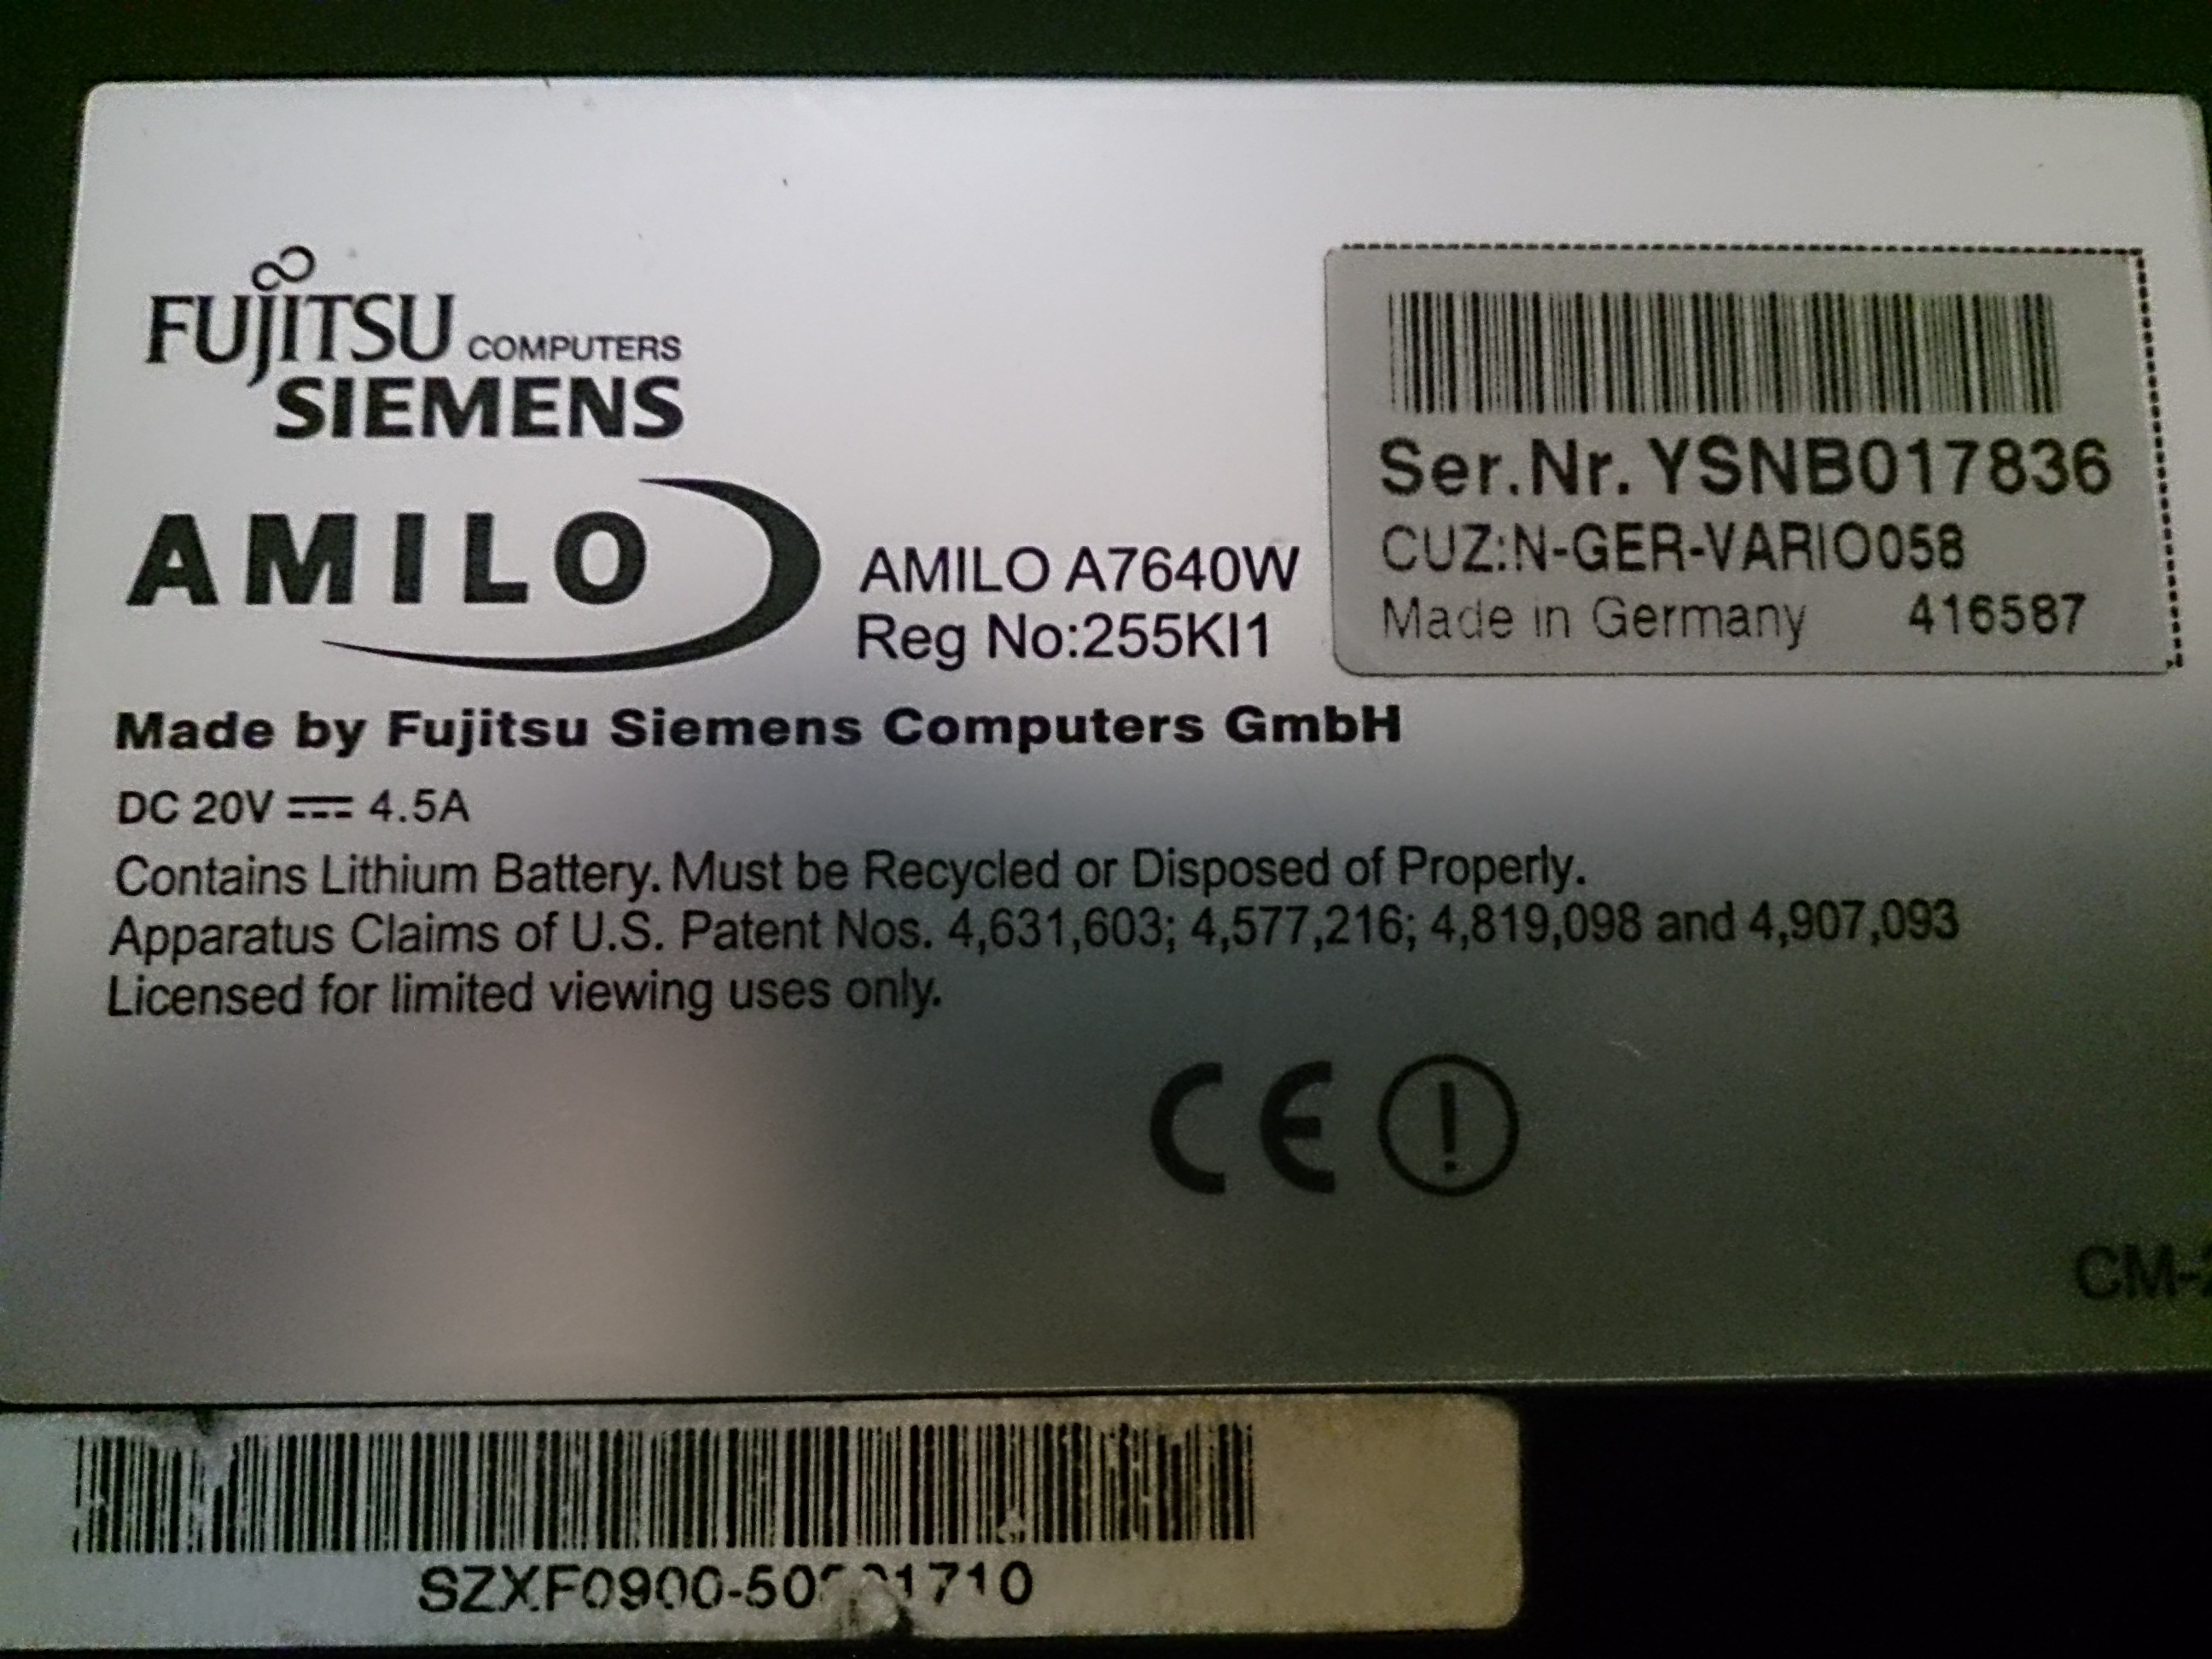 FUJITSU COMPUTERS
SIEMENS
AMILO
AMILO A7640W
Reg No:255KI1
Ser.Nr. YSNB017836
CUZ:N-GER-VARIO058
Made in Germany 416587
Made by Fujitsu Siemens Computers GmbH
DC 20V ⎓ 4.5A
Contains Lithium Battery. Must be Recycled or Disposed of Properly.
Apparatus Claims of U.S. Patent Nos. 4,631,603; 4,577,216; 4,819,098 and 4,907,093
Licensed for limited viewing uses only.
CE